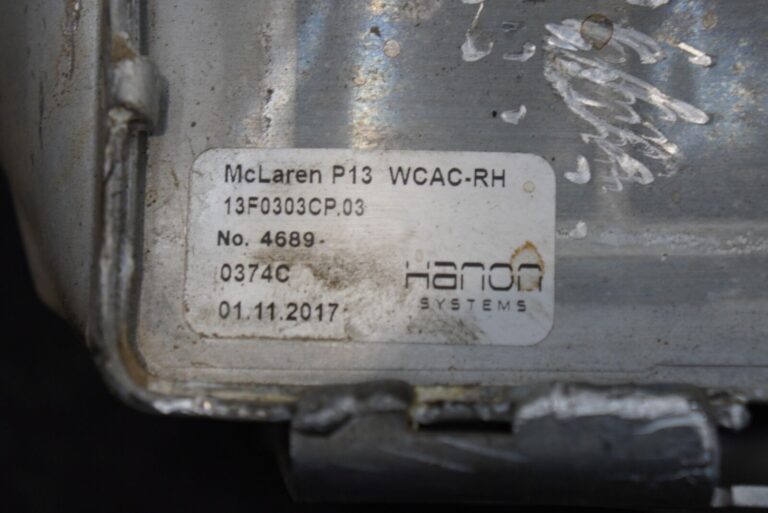 McLaren P13 WCAC-RH
13F0303CP.03
No. 4689-
0374C
01.11.2017
Hanon
SYSTEMS